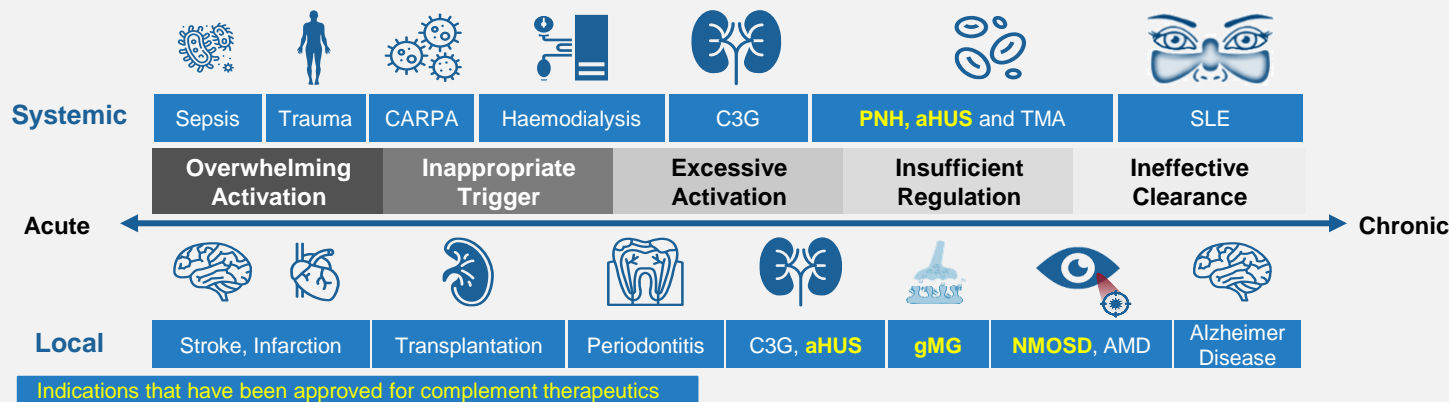 Systemic
Sepsis
Trauma
CARPA
Haemodialysis
C3G
PNH, aHUS and TMA
SLE
Overwhelming
Activation
Inappropriate
Trigger
Excessive
Activation
Insufficient
Regulation
Ineffective
Clearance
Acute
Chronic
Local
Stroke, Infarction
Transplantation
Periodontitis
C3G, aHUS
gMG
NMOSD, AMD
Alzheimer
Disease
Indications that have been approved for complement therapeutics